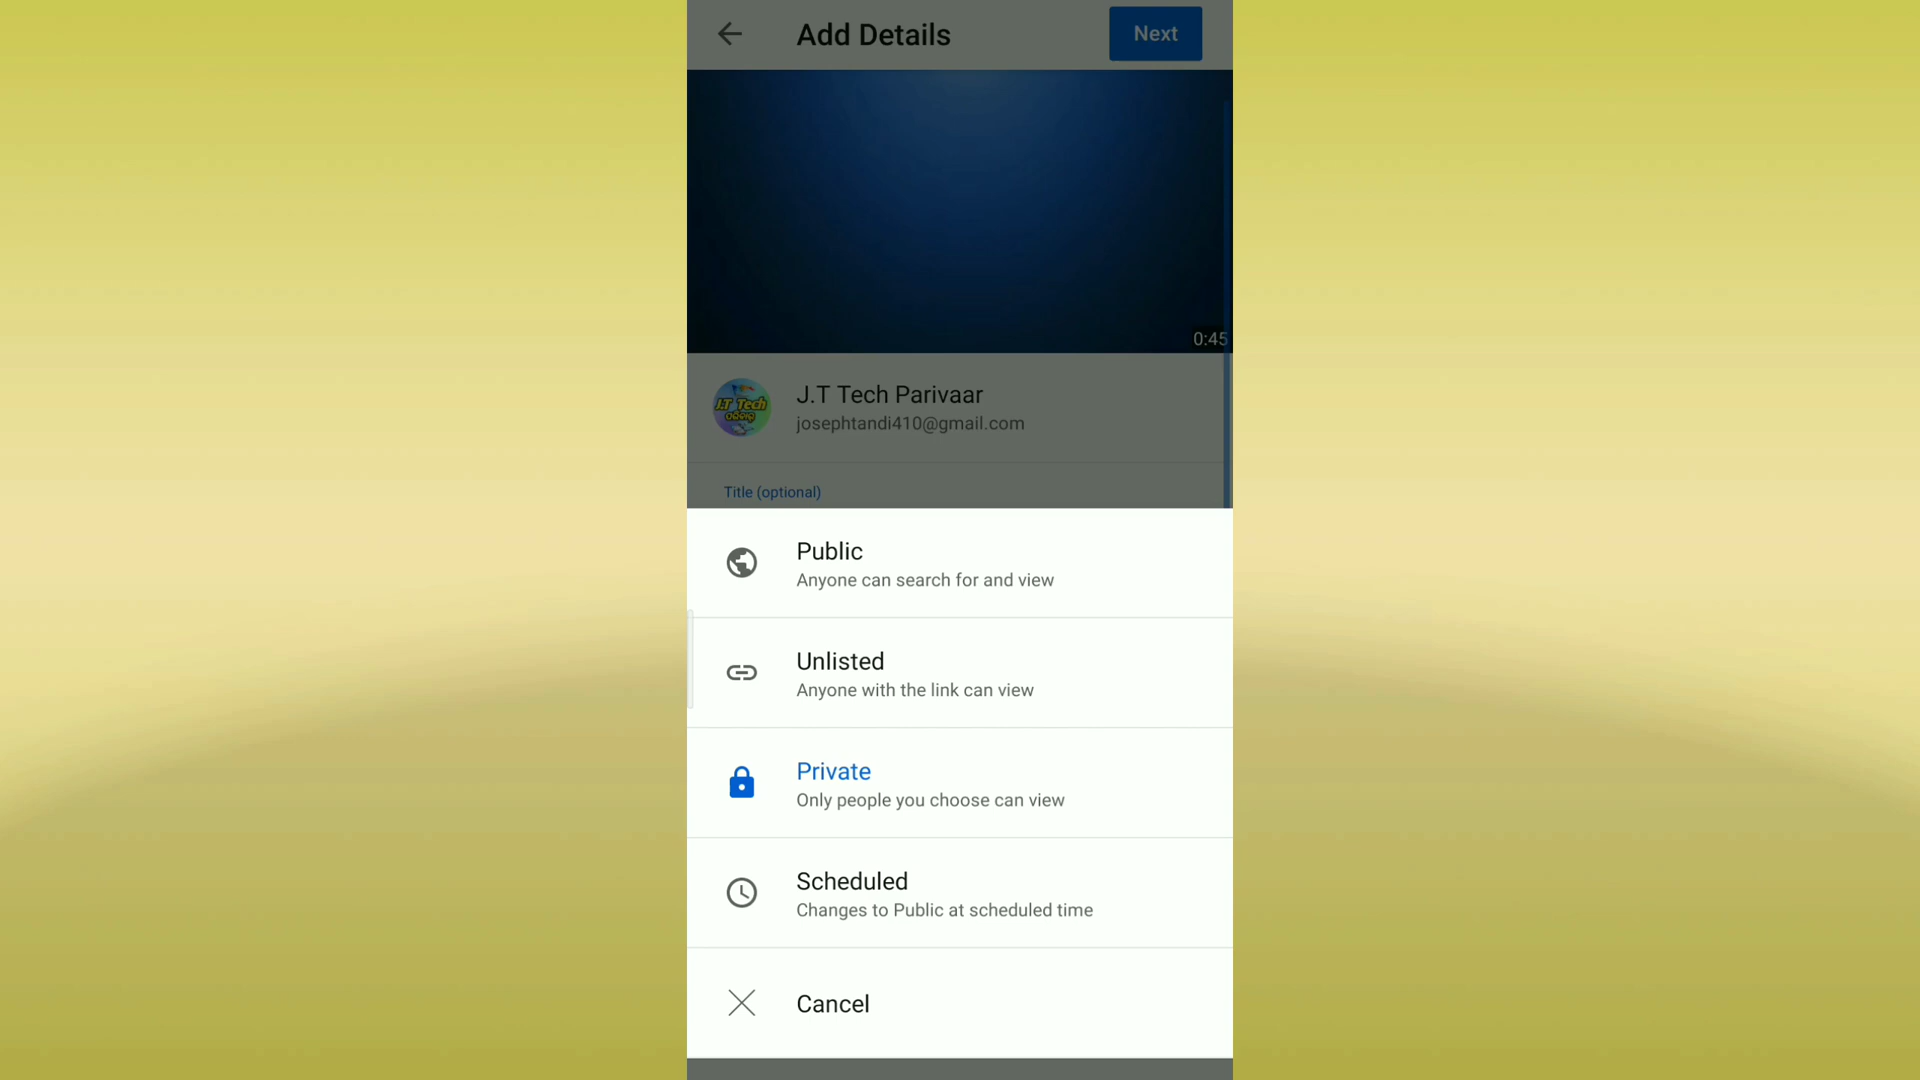 Add Details
Next
0:45
J.T Tech Parivaar
josephtandi410@gmail.com
J.T Tech
ପରିବାର
Title (optional)
Public
Anyone can search for and view
Unlisted
Anyone with the link can view
Private
Only people you choose can view
Scheduled
Changes to Public at scheduled time
Cancel